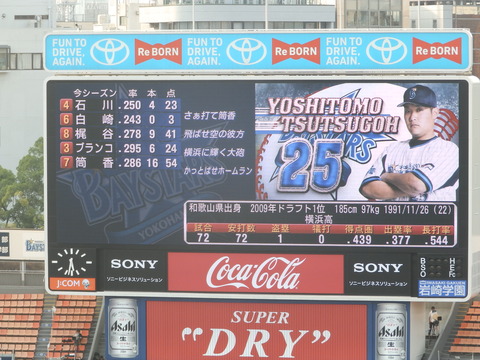 FUN TO DRIVE, AGAIN. TOYOTA Re BORN FUN TO DRIVE, AGAIN. TOYOTA Re BORN FUN TO DRIVE, AGAIN. TOYOTA Re BORN
今シーズン 率 本 点
4 石川 .250 4 23
6 白崎 .243 0 3
8 梶谷 .278 9 41
3 ブランコ .295 6 24
7 筒香 .286 16 54
さぁ打て筒香
飛ばせ空の彼方
横浜に輝く大砲
かっとばせホームラン
YOSHITOMO
TSUTSUGOH
25
BAYSTARS
YOKOHAMA
和歌山県出身 2009年ドラフト1位 185cm 97kg 1991/11/26 (22)
横浜高
試合 安打数 盗塁 犠打 得点圏 出塁率 長打率
72 72 1 0 .439 .377 .544
J:COM
SONY
ソニービジネスソリューション
Coca-Cola
SONY
ソニービジネスソリューション
B
S
O
H
E
Fc
岩崎学園
Asahi
SUPER
"DRY"
Asahi